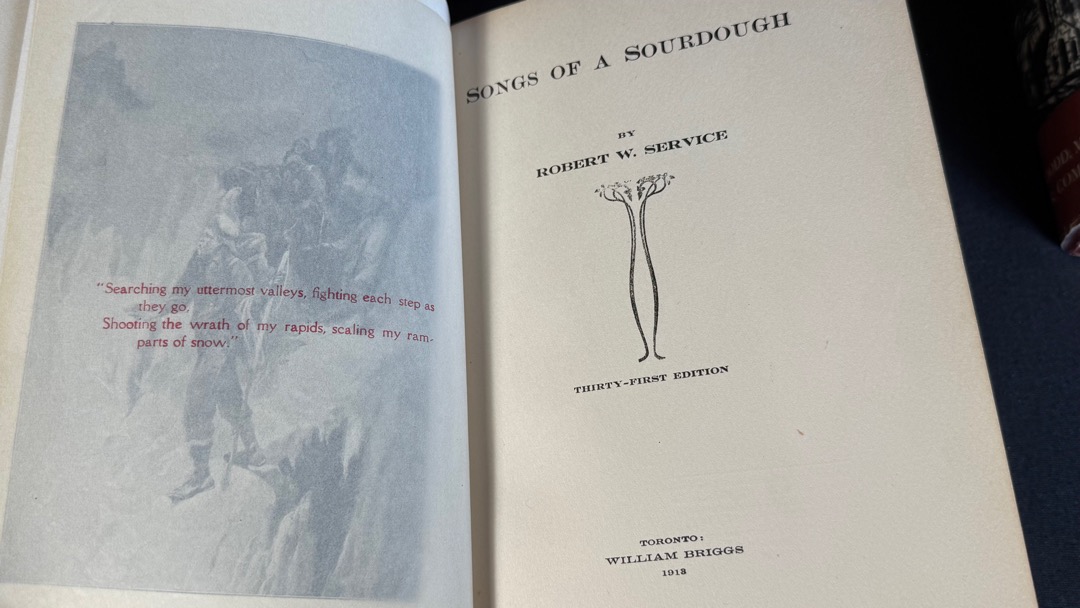 "Searching my uttermost valleys, fighting each step as
they go,
Shooting the wrath of my rapids, scaling my ram-
parts of snow."
SONGS OF A SOURDOUGH
BY
ROBERT W. SERVICE
THIRTY-FIRST EDITION
TORONTO:
WILLIAM BRIGGS
1913